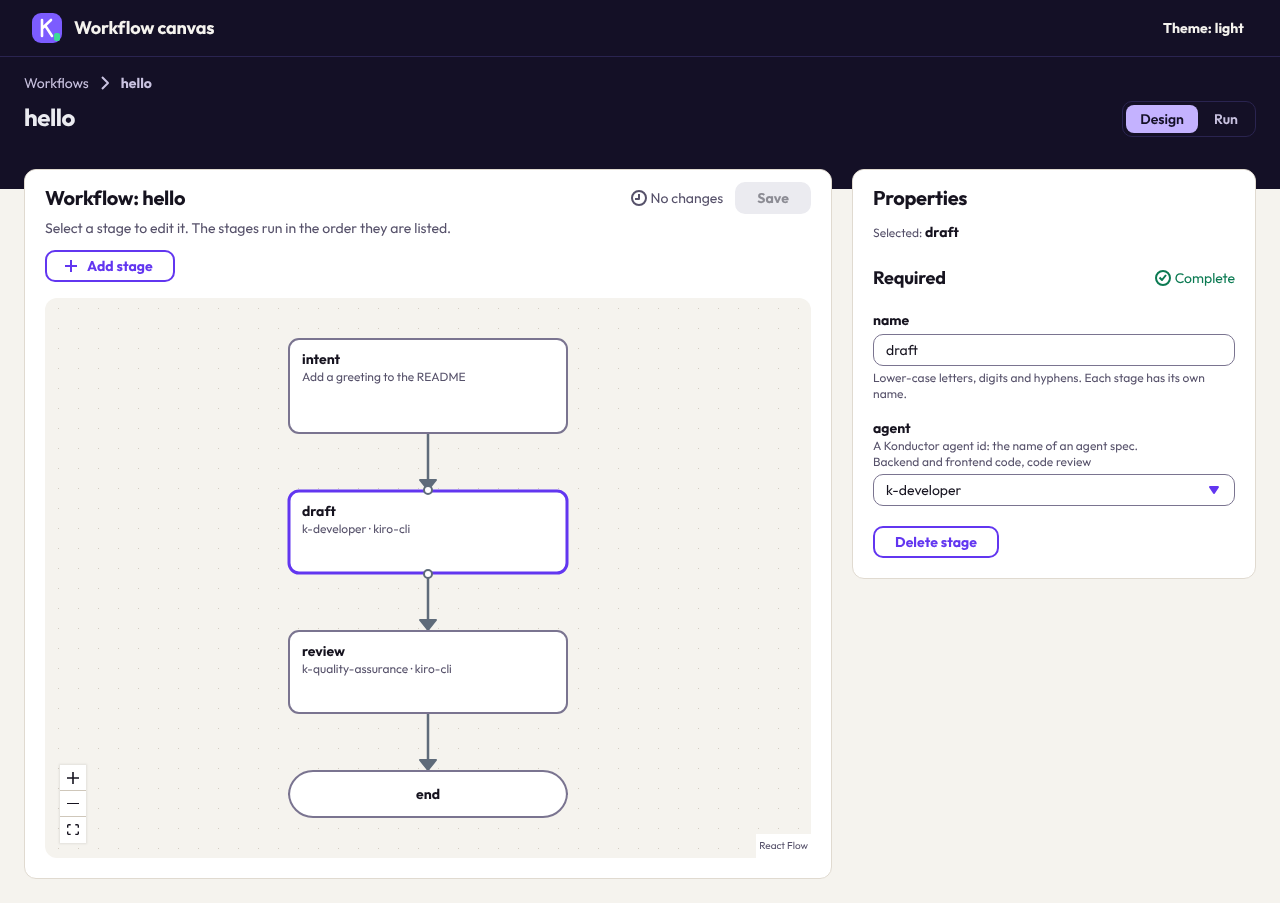 K
Workflow canvas
Theme: light
Workflows
hello
hello
Design
Run
Workflow: hello
No changes
Save
Select a stage to edit it. The stages run in the order they are listed.
Add stage
intent
Add a greeting to the README
draft
k-developer · kiro-cli
review
k-quality-assurance · kiro-cli
end
React Flow
Properties
Selected: draft
Required
Complete
name
draft
Lower-case letters, digits and hyphens. Each stage has its own
name.
agent
A Konductor agent id: the name of an agent spec.
Backend and frontend code, code review
k-developer
Delete stage